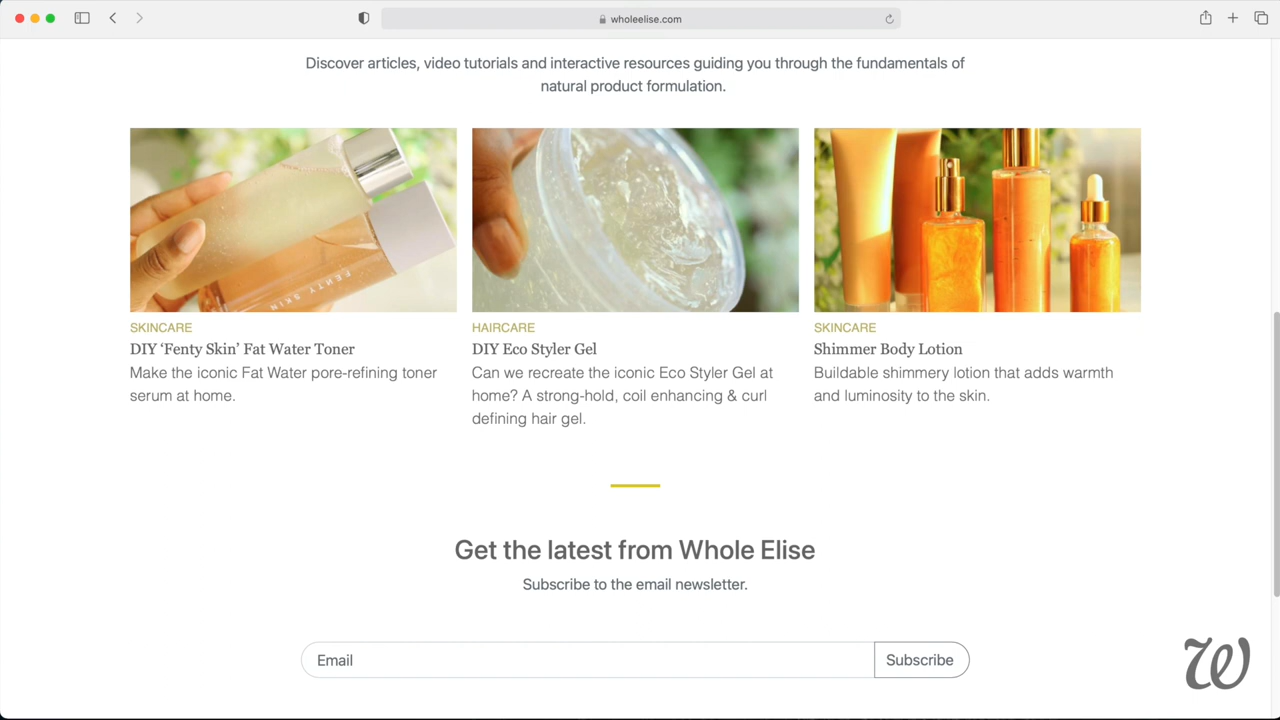 wholeelise.com
Discover articles, video tutorials and interactive resources guiding you through the fundamentals of
natural product formulation.
FENTY SKIN
SKINCARE
DIY ‘Fenty Skin’ Fat Water Toner
Make the iconic Fat Water pore-refining toner
serum at home.
HAIRCARE
DIY Eco Styler Gel
Can we recreate the iconic Eco Styler Gel at
home? A strong-hold, coil enhancing & curl
defining hair gel.
SKINCARE
Shimmer Body Lotion
Buildable shimmery lotion that adds warmth
and luminosity to the skin.
Get the latest from Whole Elise
Subscribe to the email newsletter.
Email
Subscribe
w